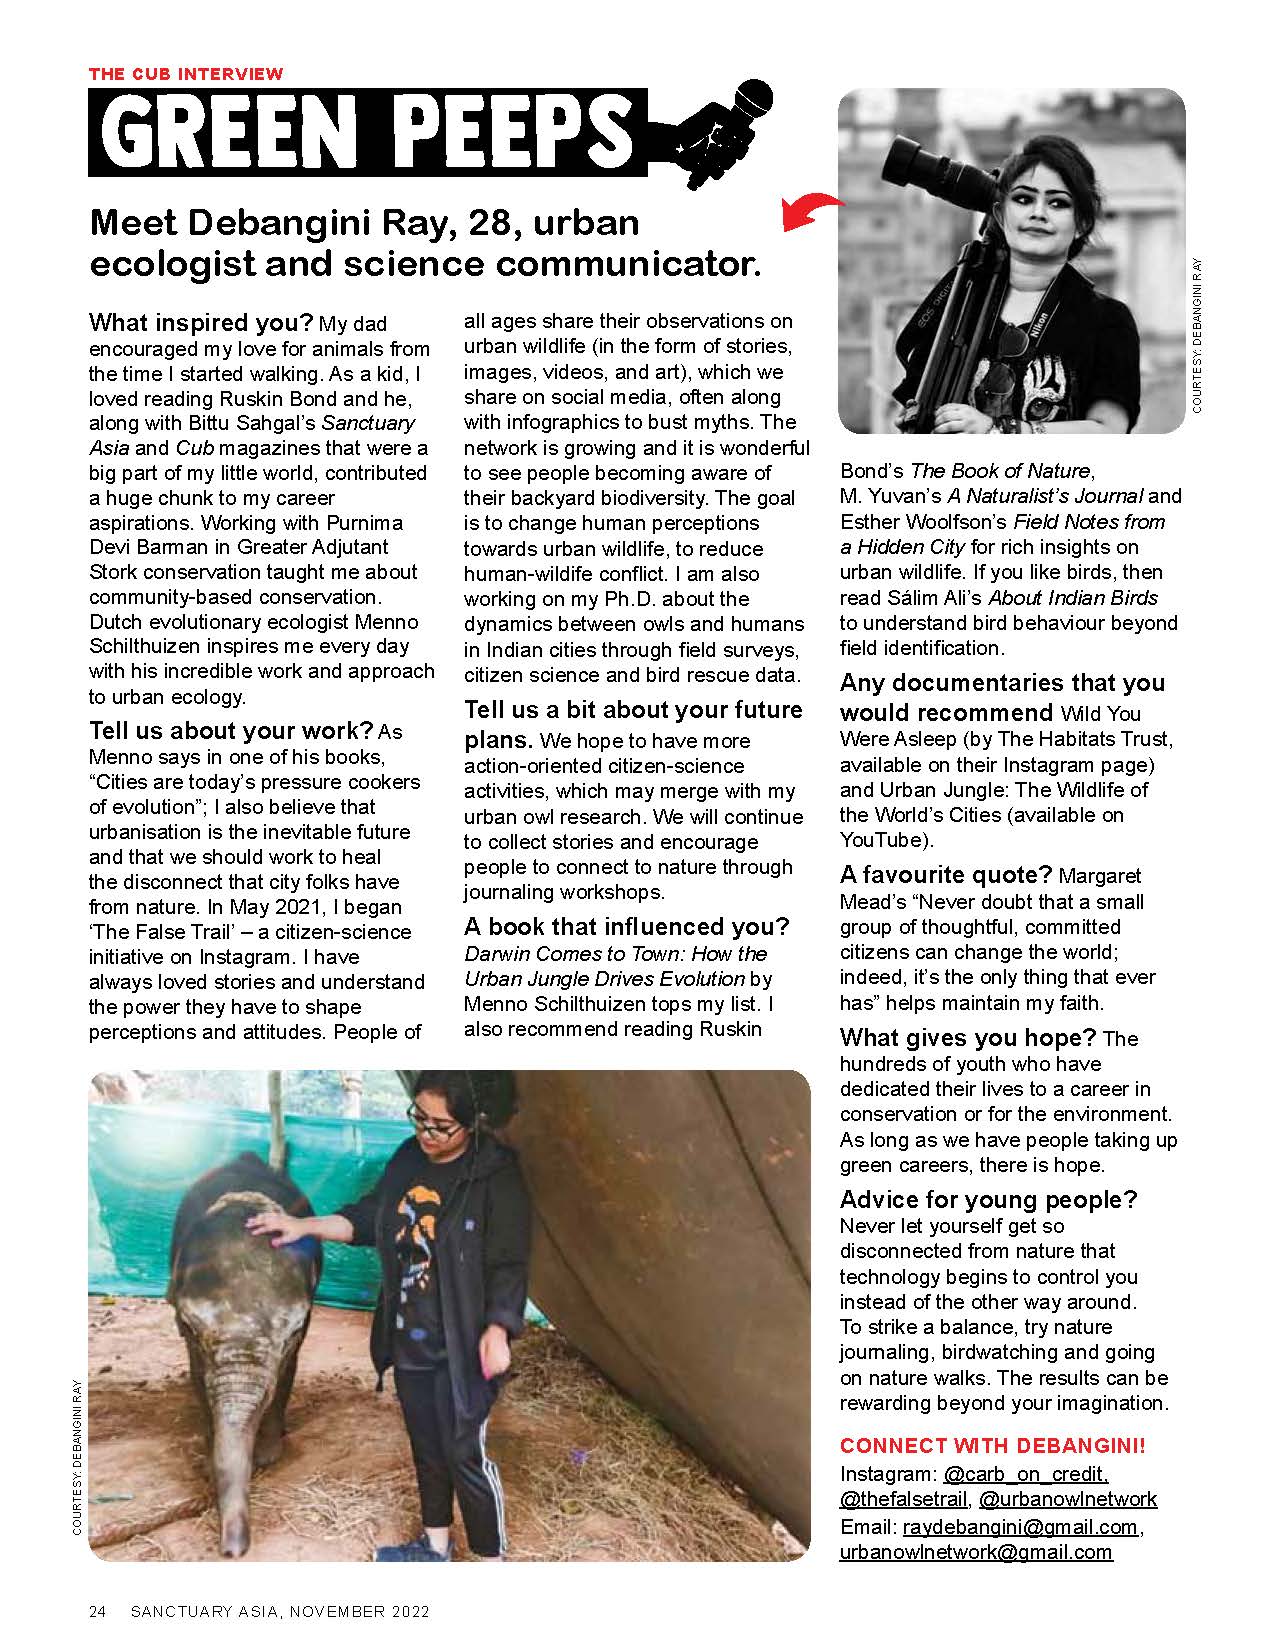 THE CUB INTERVIEW
GREEN PEEPS
Meet Debangini Ray, 28, urban
ecologist and science communicator.
What inspired you? My dad
encouraged my love for animals from
the time I started walking. As a kid, I
loved reading Ruskin Bond and he,
along with Bittu Sahgal's Sanctuary
Asia and Cub magazines that were a
big part of my little world, contributed
a huge chunk to my career
aspirations. Working with Purnima
Devi Barman in Greater Adjutant
Stork conservation taught me about
community-based conservation.
Dutch evolutionary ecologist Menno
Schilthuizen inspires me every day
with his incredible work and approach
to urban ecology.
Tell us about your work? As
Menno says in one of his books,
“Cities are today's pressure cookers
of evolution”; I also believe that
urbanisation is the inevitable future
and that we should work to heal
the disconnect that city folks have
from nature. In May 2021, I began
‘The False Trail’ – a citizen-science
initiative on Instagram. I have
always loved stories and understand
the power they have to shape
perceptions and attitudes. People of
all ages share their observations on
urban wildlife (in the form of stories,
images, videos, and art), which we
share on social media, often along
with infographics to bust myths. The
network is growing and it is wonderful
to see people becoming aware of
their backyard biodiversity. The goal
is to change human perceptions
towards urban wildlife, to reduce
human-wildife conflict. I am also
working on my Ph.D. about the
dynamics between owls and humans
in Indian cities through field surveys,
citizen science and bird rescue data.
Tell us a bit about your future
plans. We hope to have more
action-oriented citizen-science
activities, which may merge with my
urban owl research. We will continue
to collect stories and encourage
people to connect to nature through
journaling workshops.
A book that influenced you?
Darwin Comes to Town: How the
Urban Jungle Drives Evolution by
Menno Schilthuizen tops my list. I
also recommend reading Ruskin
EOS DIGIT
Nikon
COURTESY: DEBANGINI RAY
Bond's The Book of Nature,
M. Yuvan's A Naturalist's Journal and
Esther Woolfson's Field Notes from
a Hidden City for rich insights on
urban wildlife. If you like birds, then
read Sálim Ali's About Indian Birds
to understand bird behaviour beyond
field identification.
Any documentaries that you
would recommend Wild You
Were Asleep (by The Habitats Trust,
available on their Instagram page)
and Urban Jungle: The Wildlife of
the World's Cities (available on
YouTube).
A favourite quote? Margaret
Mead's “Never doubt that a small
group of thoughtful, committed
citizens can change the world;
indeed, it's the only thing that ever
has” helps maintain my faith.
What gives you hope? The
hundreds of youth who have
dedicated their lives to a career in
conservation or for the environment.
As long as we have people taking up
green careers, there is hope.
Advice for young people?
Never let yourself get so
disconnected from nature that
technology begins to control you
instead of the other way around.
To strike a balance, try nature
journaling, birdwatching and going
on nature walks. The results can be
rewarding beyond your imagination.
CONNECT WITH DEBANGINI!
Instagram: @carb_on_credit,
@thefalsetrail, @urbanowlnetwork
Email: raydebangini@gmail.com,
urbanowlnetwork@gmail.com
COURTESY: DEBANGINI RAY
24 SANCTUARY ASIA, NOVEMBER 2022